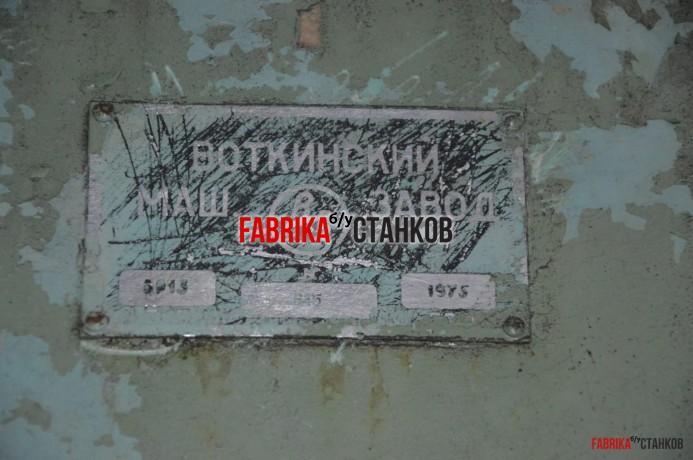 ВОТКИНСКИЙ
МАШ ЗАВОД
FABRIKA б/у СТАНКОВ
6Р13 1975
FABRIKA б/у СТАНКОВ